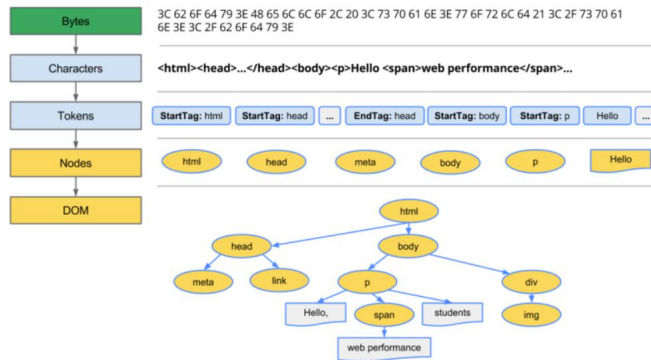 Bytes
3C 62 6F 64 79 3E 48 65 6C 6C 6F 2C 20 3C 73 70 61 6E 3E 77 6F 72 6C 64 21 3C 2F 73 70 61
6E 3E 3C 2F 62 6F 64 79 3E
Characters
<html><head>...</head><body><p>Hello <span>web performance</span>...
Tokens
StartTag: html
StartTag: head
...
EndTag: head
StartTag: body
StartTag: p
Hello
...
Nodes
html
head
meta
body
p
Hello
DOM
html
head
body
meta
link
p
div
Hello,
span
students
img
web performance